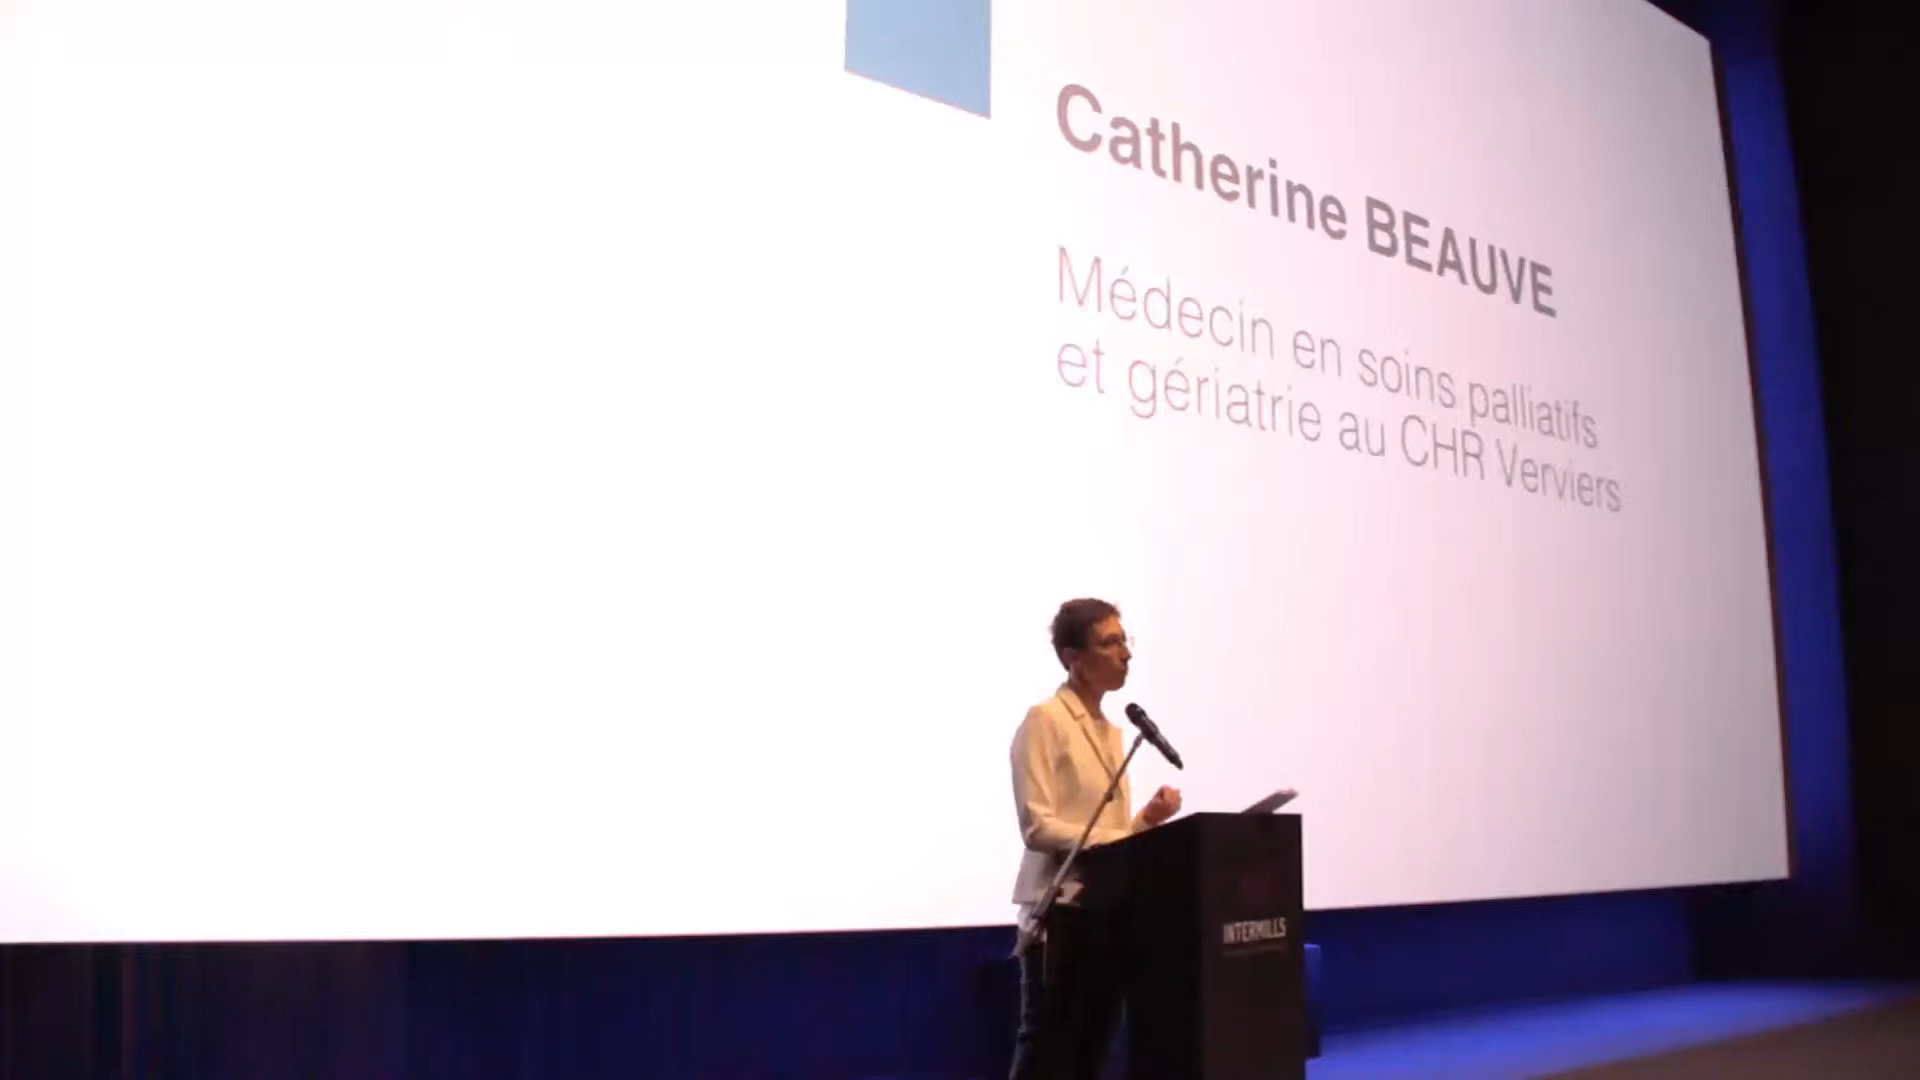 Catherine BEAUVE
Médecin en soins palliatifs
et gériatrie au CHR Verviers
INTERMILLS